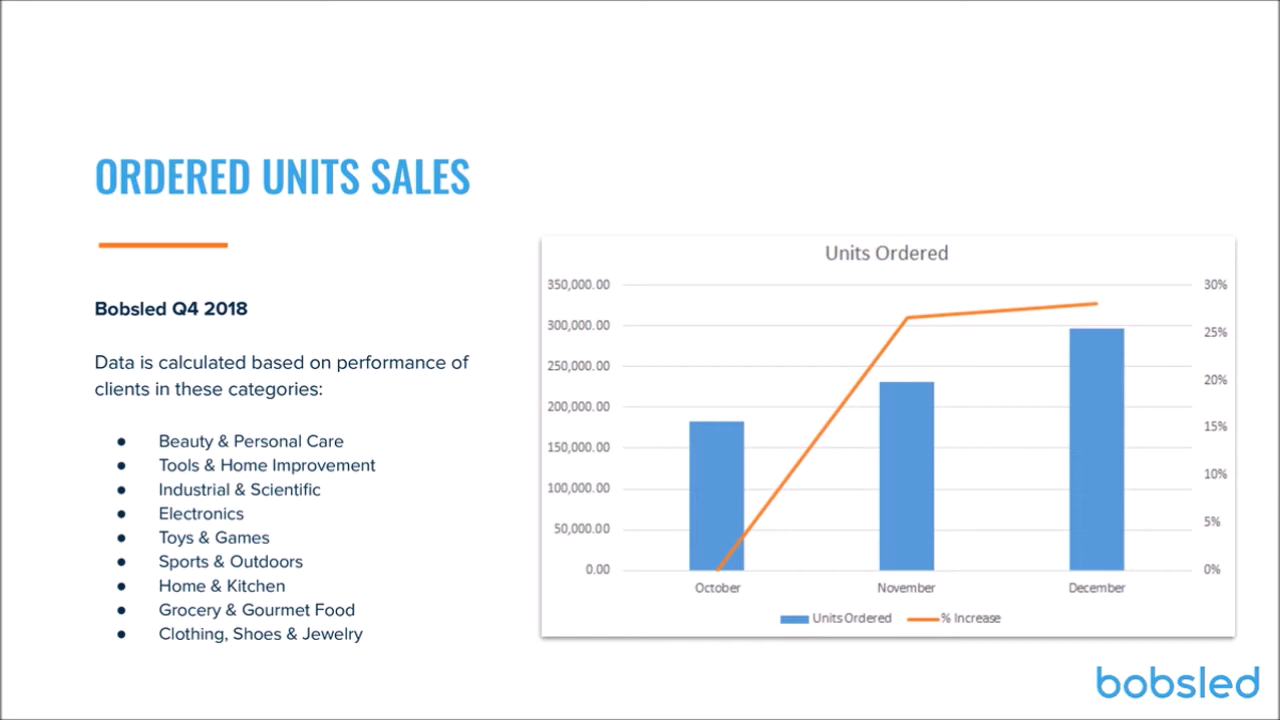 ORDERED UNITS SALES
Bobsled Q4 2018
Data is calculated based on performance of
clients in these categories:
● Beauty & Personal Care
● Tools & Home Improvement
● Industrial & Scientific
● Electronics
● Toys & Games
● Sports & Outdoors
● Home & Kitchen
● Grocery & Gourmet Food
● Clothing, Shoes & Jewelry
Units Ordered
350,000.00
300,000.00
250,000.00
200,000.00
150,000.00
100,000.00
50,000.00
0.00
30%
25%
20%
15%
10%
5%
0%
October November December
Units Ordered % Increase
bobsled